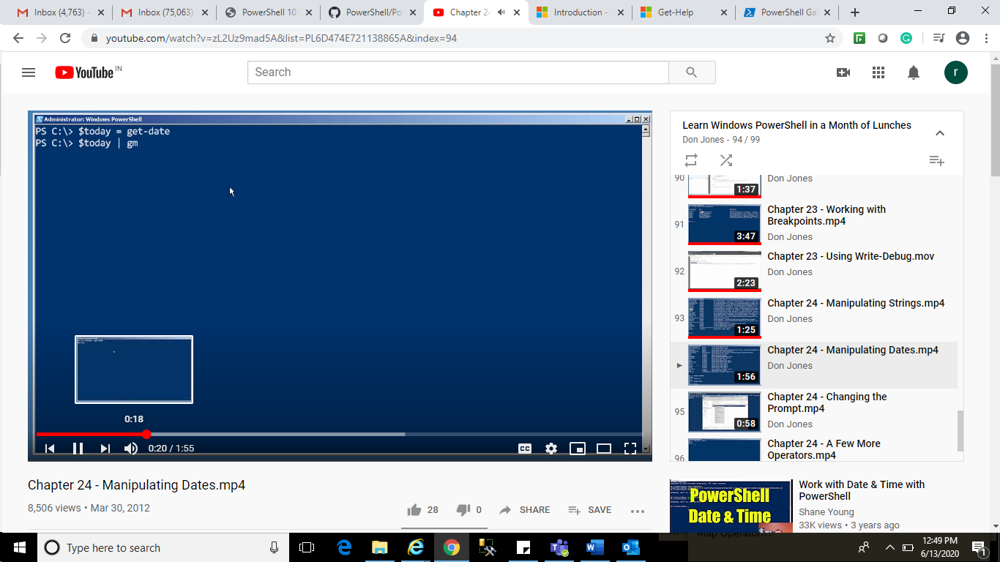 Inbox (4,763) -
Inbox (75,063)
PowerShell 101
PowerShell/Po
Chapter 24
Introduction -
Get-Help
PowerShell Ga
youtube.com/watch?v=zL2Uz9mad5A&list=PL6D474E721138865A&index=94
YouTube IN
Search
r
Administrator: Windows PowerShell
PS C:\> $today = get-date
PS C:\> $today | gm
0:18
0:20 / 1:55
CC
Chapter 24 - Manipulating Dates.mp4
8,506 views • Mar 30, 2012
28
0
SHARE
SAVE
Learn Windows PowerShell in a Month of Lunches
Don Jones - 94 / 99
90
1:37
Don Jones
91
3:47
Chapter 23 - Working with
Breakpoints.mp4
Don Jones
92
2:23
Chapter 23 - Using Write-Debug.mov
Don Jones
93
1:25
Chapter 24 - Manipulating Strings.mp4
Don Jones
1:56
Chapter 24 - Manipulating Dates.mp4
Don Jones
95
0:58
Chapter 24 - Changing the
Prompt.mp4
Don Jones
96
Chapter 24 - A Few More
Operators.mp4
PowerShell
Date & Time
Work with Date & Time with
PowerShell
Shane Young
33K views • 3 years ago
Type here to search
12:49 PM
6/13/2020
1